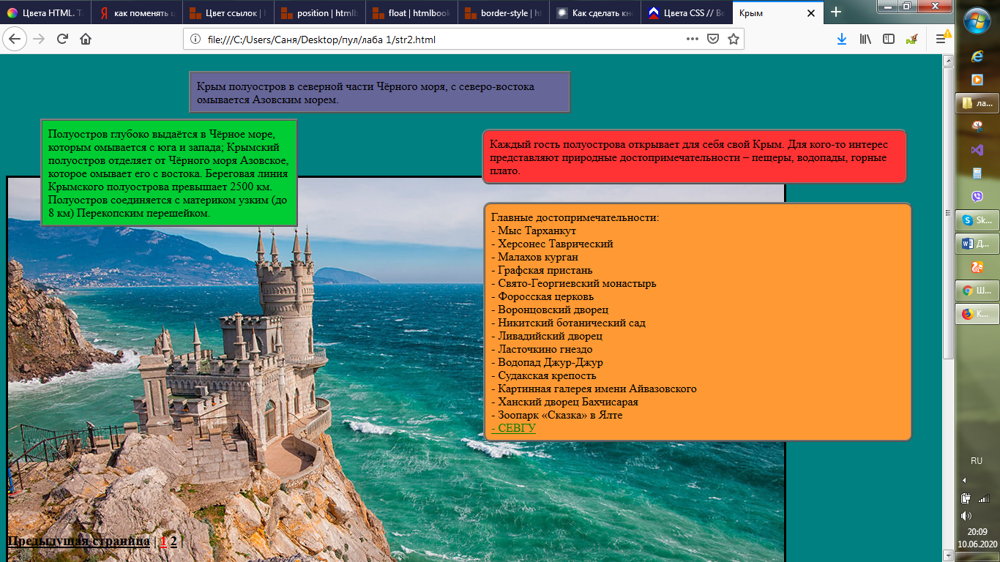 Цвета HTML. Т
как поменять ц
Цвет ссылок | 
position | htmlb
float | htmlbook
border-style | ht
Как сделать кно
Цвета CSS // Ве
Крым
file:///C:/Users/Саня/Desktop/пул/лаба 1/str2.html
Крым полуостров в северной части Чёрного моря, с северо-востока
омывается Азовским морем.
Полуостров глубоко выдаётся в Чёрное море,
которым омывается с юга и запада; Крымский
полуостров отделяет от Чёрного моря Азовское,
которое омывает его с востока. Береговая линия
Крымского полуострова превышает 2500 км.
Полуостров соединяется с материком узким (до
8 км) Перекопским перешейком.
Каждый гость полуострова открывает для себя свой Крым. Для кого-то интерес
представляют природные достопримечательности – пещеры, водопады, горные
плато.
Главные достопримечательности:
- Мыс Тарханкут
- Херсонес Таврический
- Малахов курган
- Графская пристань
- Свято-Георгиевский монастырь
- Форосская церковь
- Воронцовский дворец
- Никитский ботанический сад
- Ливадийский дворец
- Ласточкино гнездо
- Водопад Джур-Джур
- Судакская крепость
- Картинная галерея имени Айвазовского
- Ханский дворец Бахчисарая
- Зоопарк «Сказка» в Ялте
- СЕВГУ
Предыдущая страница | 1 2
ла...
Sk...
Д...
Ш...
К...
RU
20:09
10.06.2020